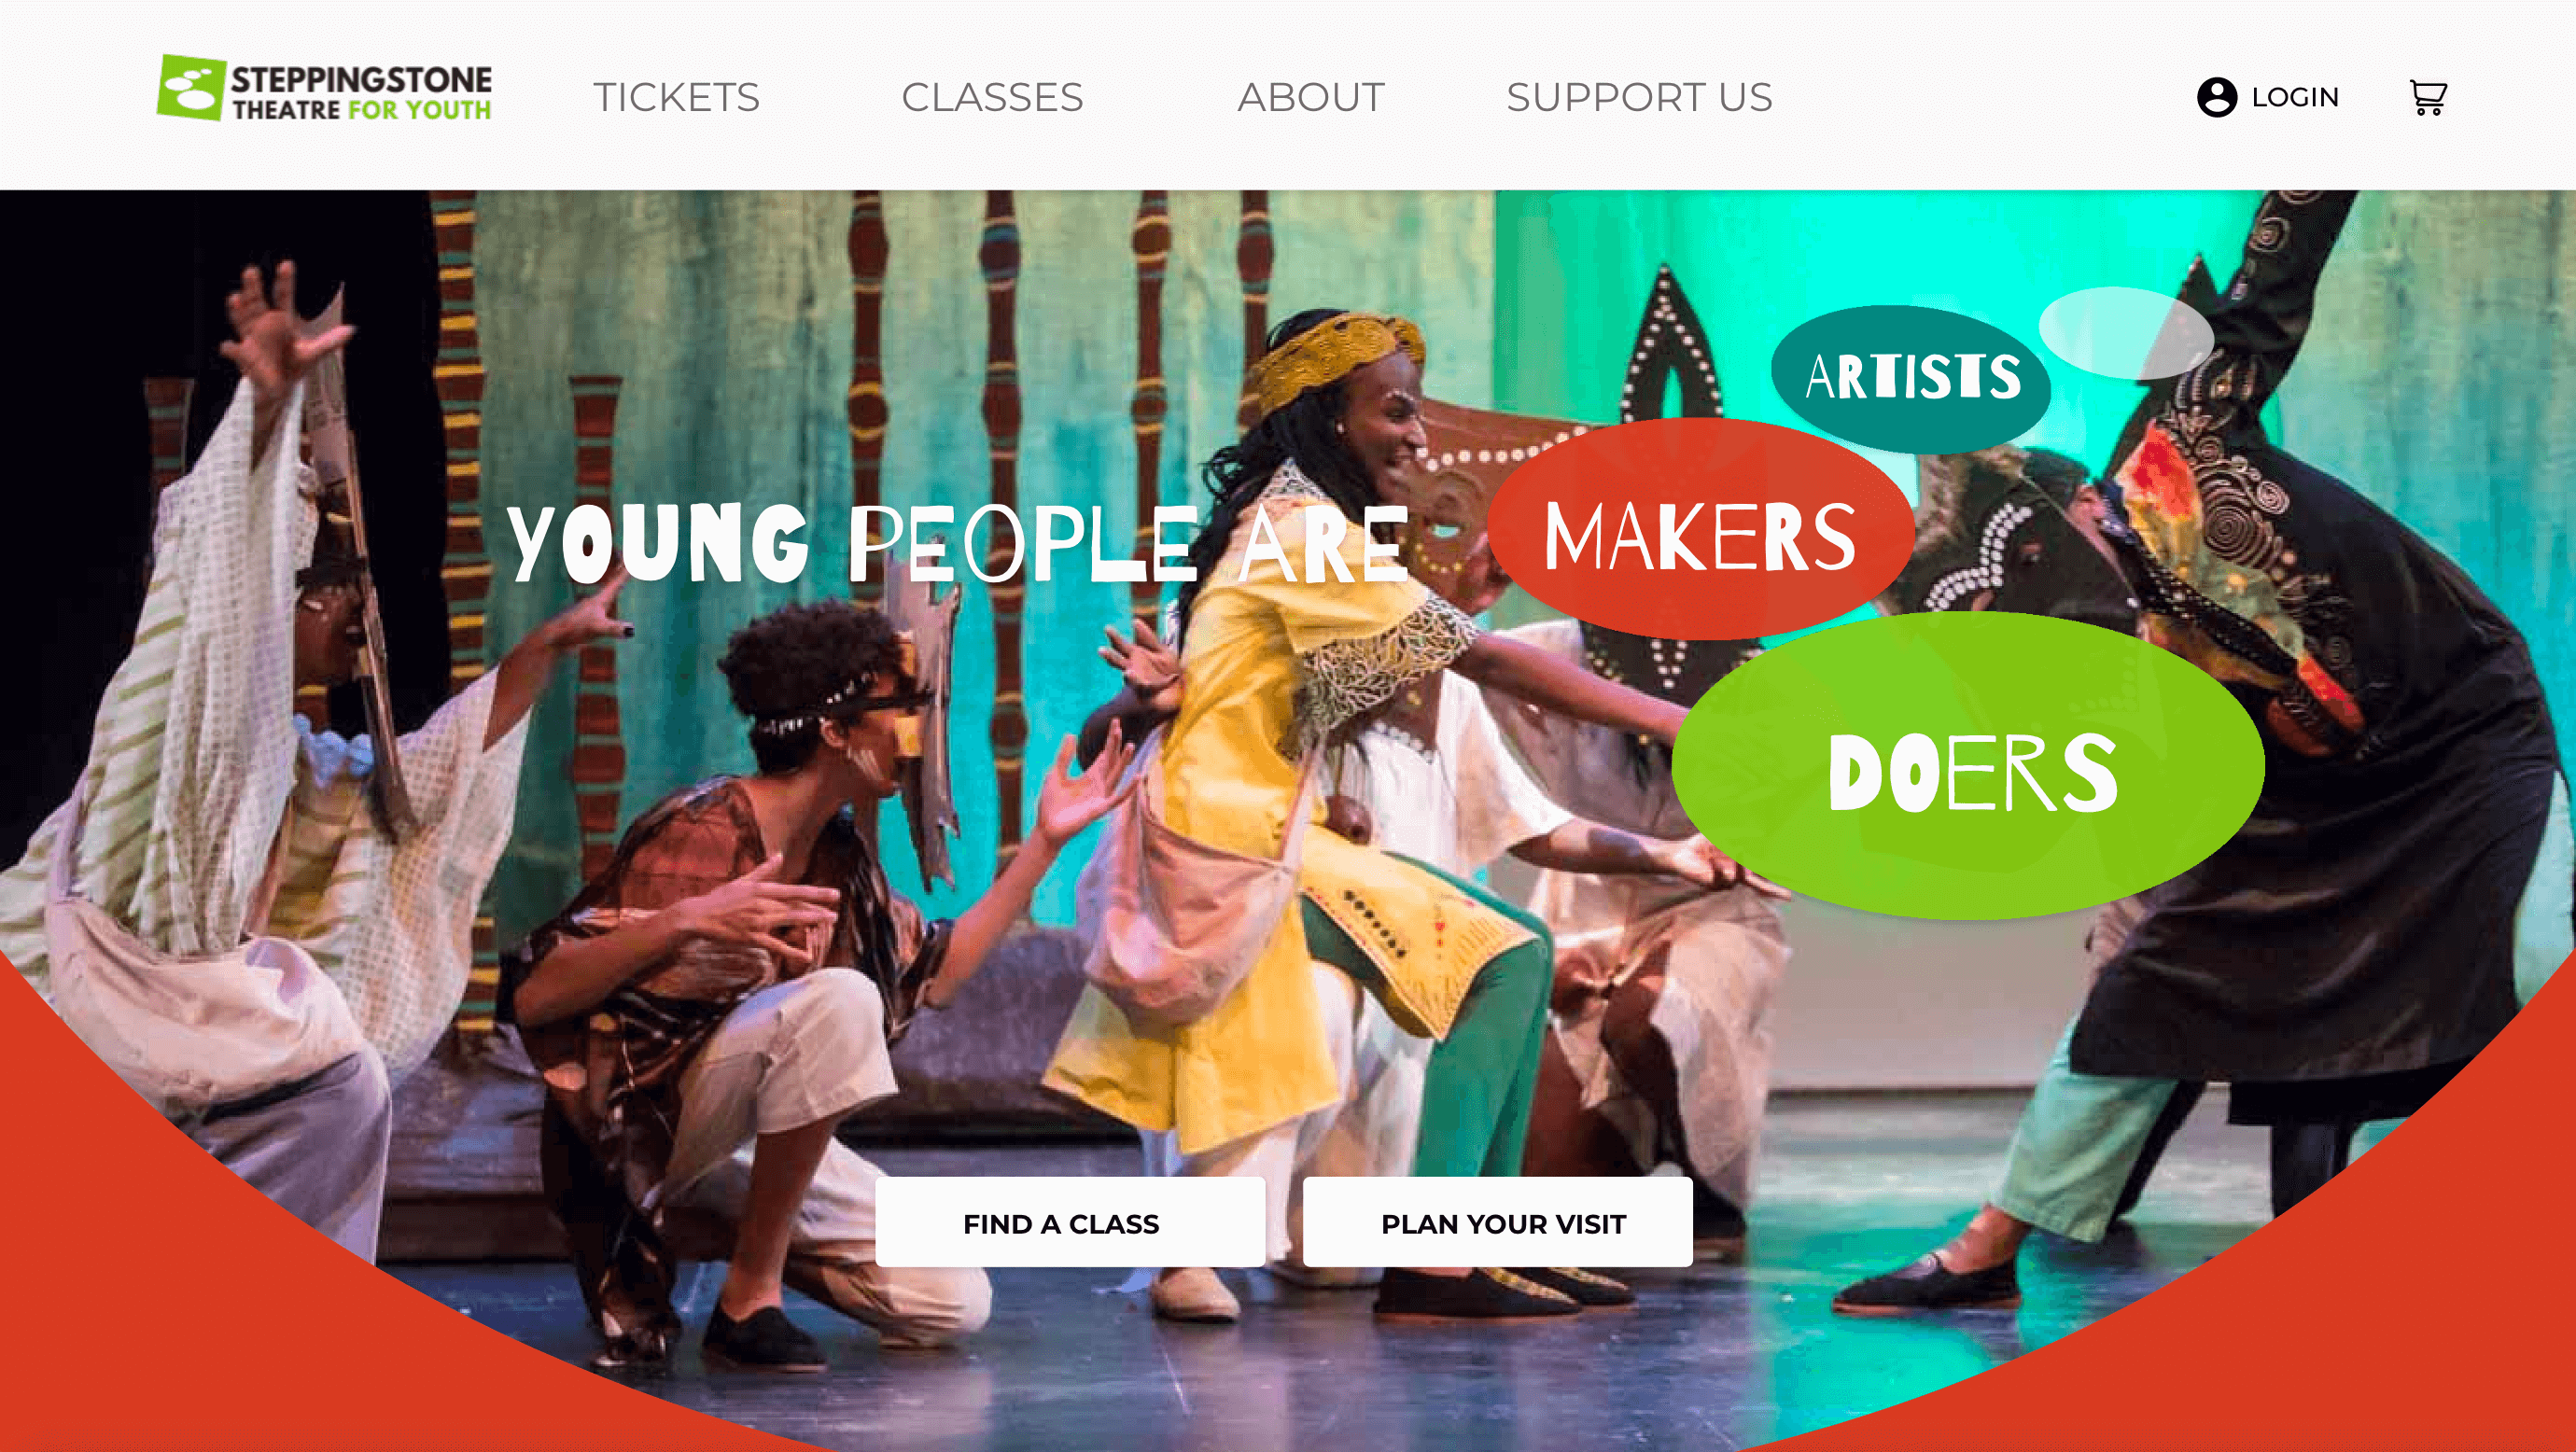 STEPPINGSTONE
THEATRE FOR YOUTH
TICKETS
CLASSES
ABOUT
SUPPORT US
LOGIN
ARTISTS
YOUNG PEOPLE ARE
MAKERS
DOERS
FIND A CLASS
PLAN YOUR VISIT